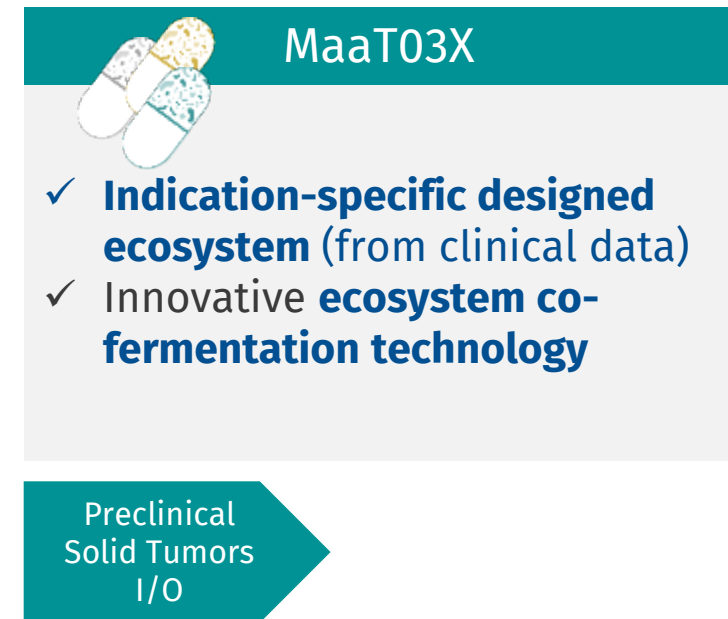 MaaT03X
✓ Indication-specific designed
ecosystem (from clinical data)
✓ Innovative ecosystem co-
fermentation technology
Preclinical
Solid Tumors
I/O